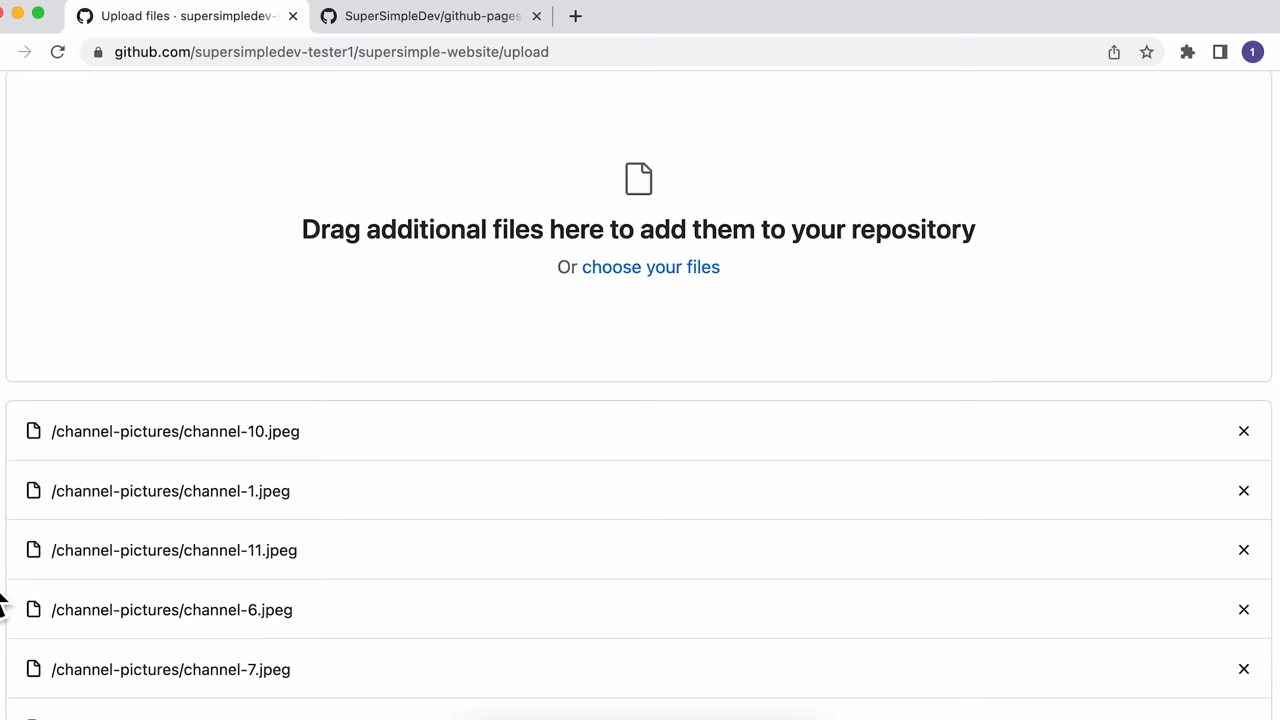 Upload files · supersimpledev-
SuperSimpleDev/github-pages
github.com/supersimpledev-tester1/supersimple-website/upload
1
Drag additional files here to add them to your repository
Or choose your files
/channel-pictures/channel-10.jpeg
/channel-pictures/channel-1.jpeg
/channel-pictures/channel-11.jpeg
/channel-pictures/channel-6.jpeg
/channel-pictures/channel-7.jpeg